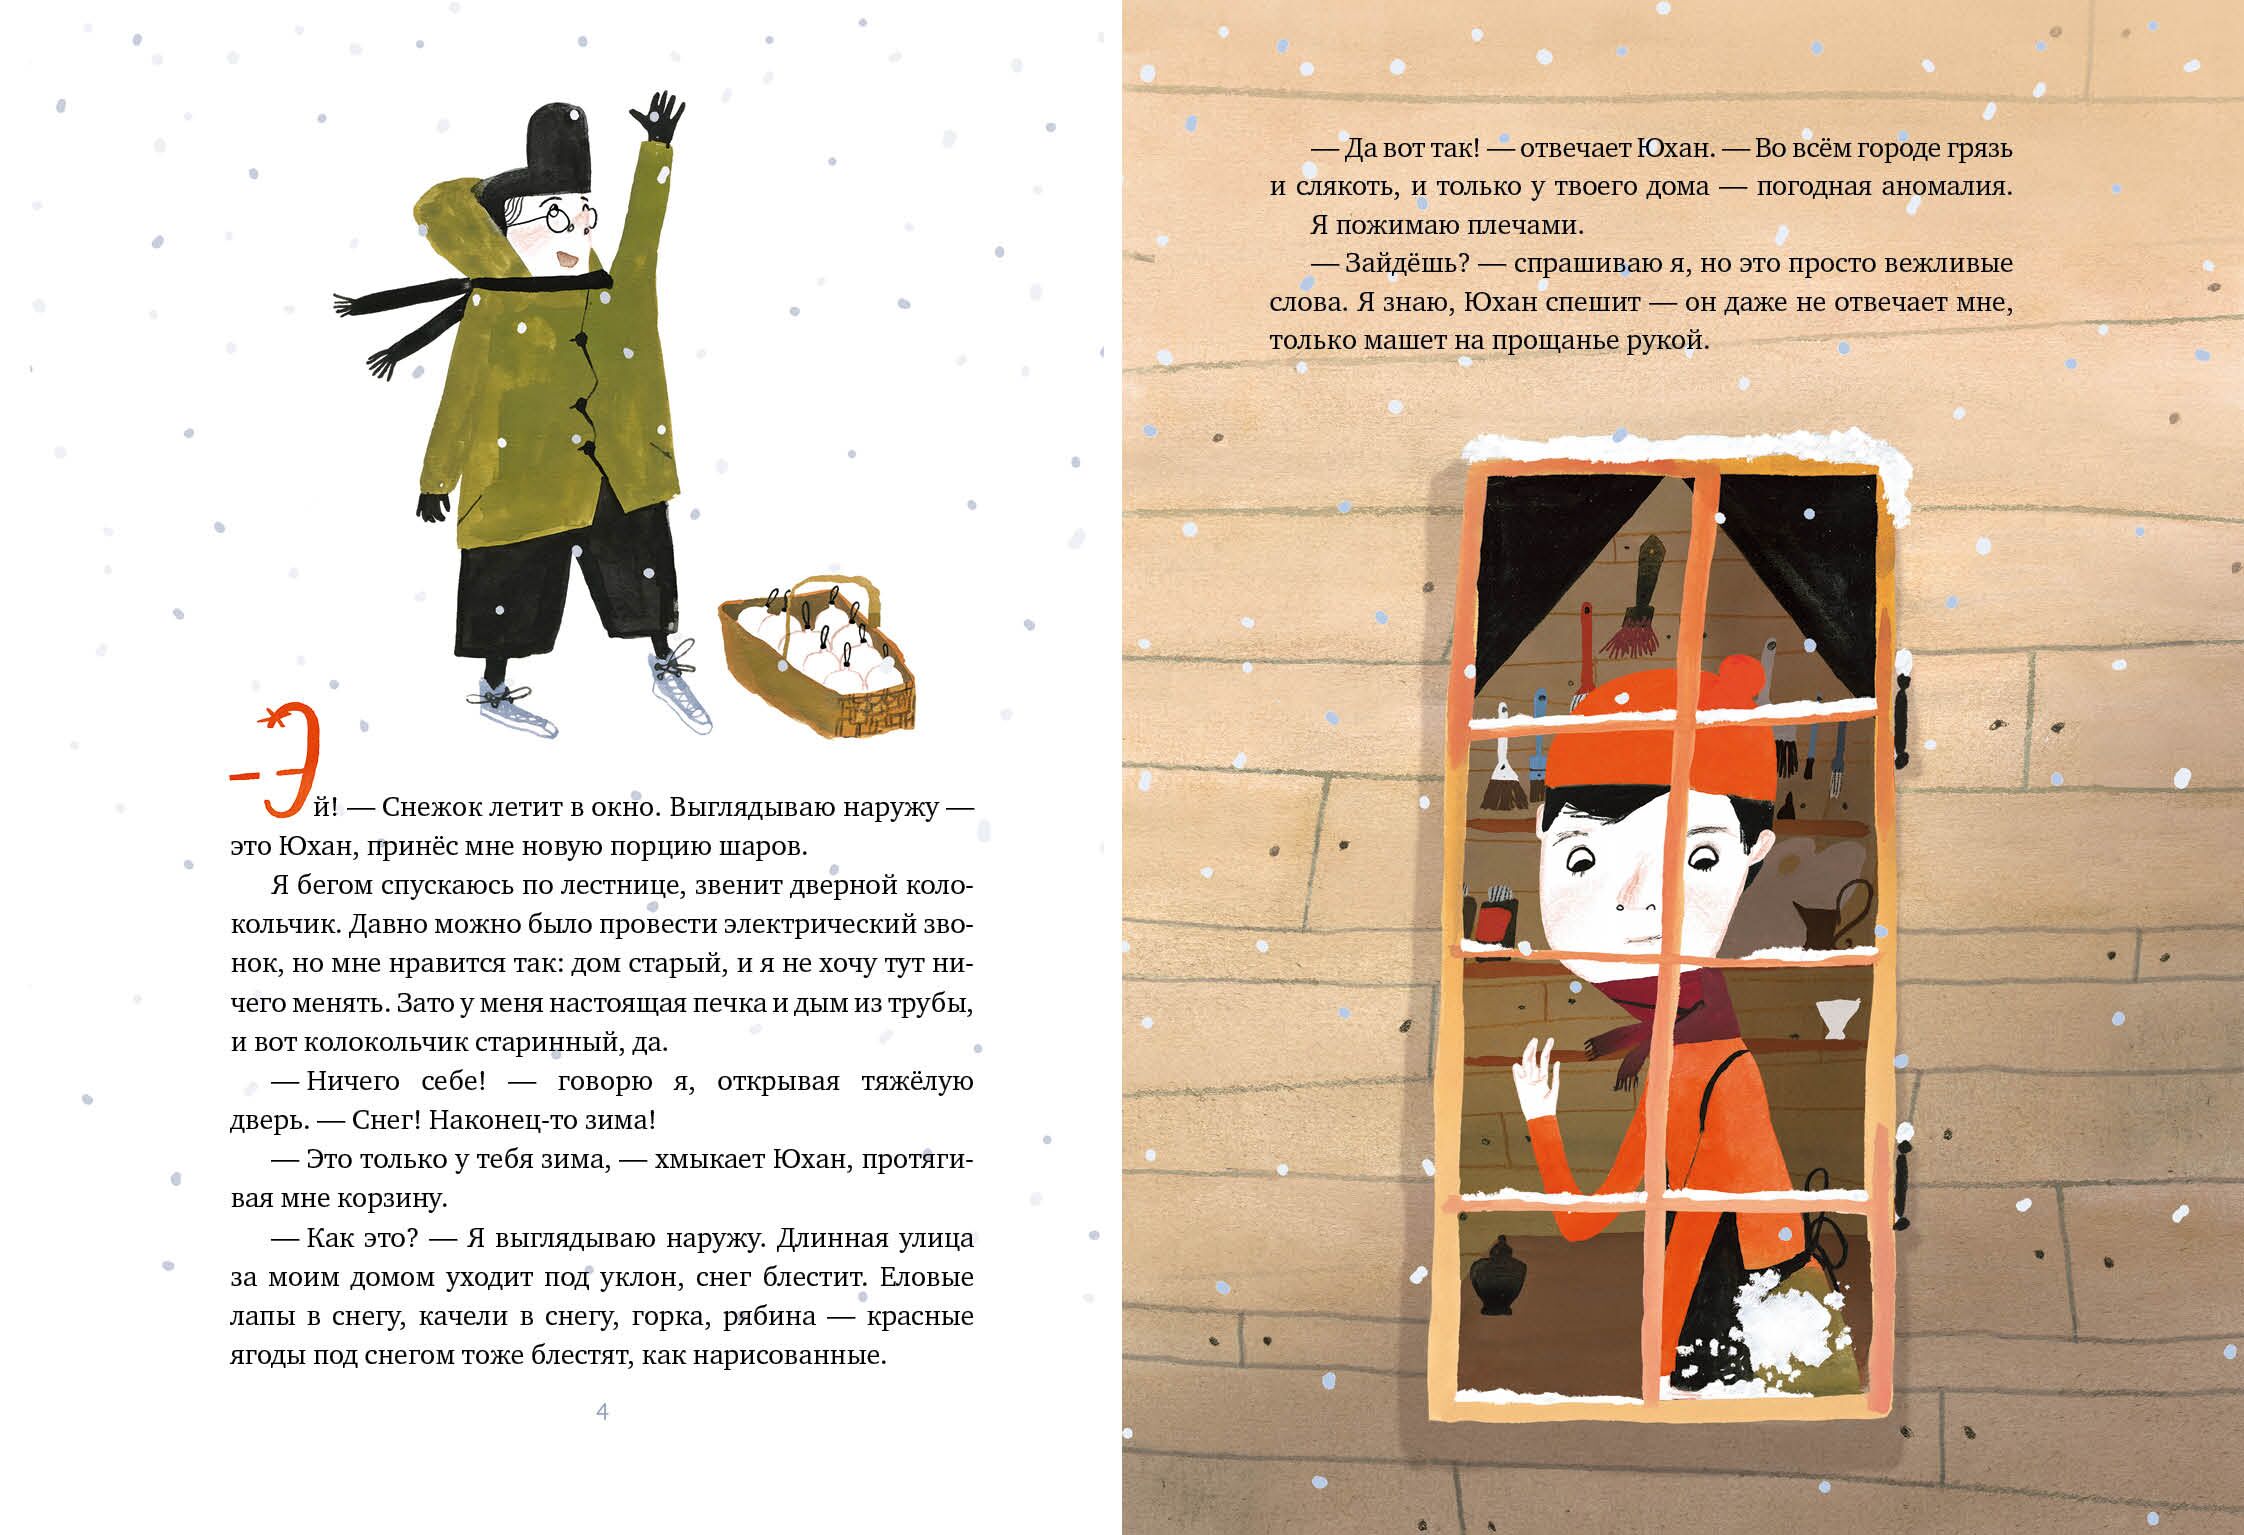 – Эй! — Снежок летит в окно. Выглядываю наружу —
это Юхан, принёс мне новую порцию шаров.
Я бегом спускаюсь по лестнице, звенит дверной коло-
кольчик. Давно можно было провести электрический зво-
нок, но мне нравится так: дом старый, и я не хочу тут ни-
чего менять. Зато у меня настоящая печка и дым из трубы,
и вот колокольчик старинный, да.
— Ничего себе! — говорю я, открывая тяжёлую
дверь. — Снег! Наконец-то зима!
— Это только у тебя зима, — хмыкает Юхан, протяги-
вая мне корзину.
— Как это? — Я выглядываю наружу. Длинная улица
за моим домом уходит под уклон, снег блестит. Еловые
лапы в снегу, качели в снегу, горка, рябина — красные
ягоды под снегом тоже блестят, как нарисованные.
4
— Да вот так! — отвечает Юхан. — Во всём городе грязь
и слякоть, и только у твоего дома — погодная аномалия.
Я пожимаю плечами.
— Зайдёшь? — спрашиваю я, но это просто вежливые
слова. Я знаю, Юхан спешит — он даже не отвечает мне,
только машет на прощанье рукой.